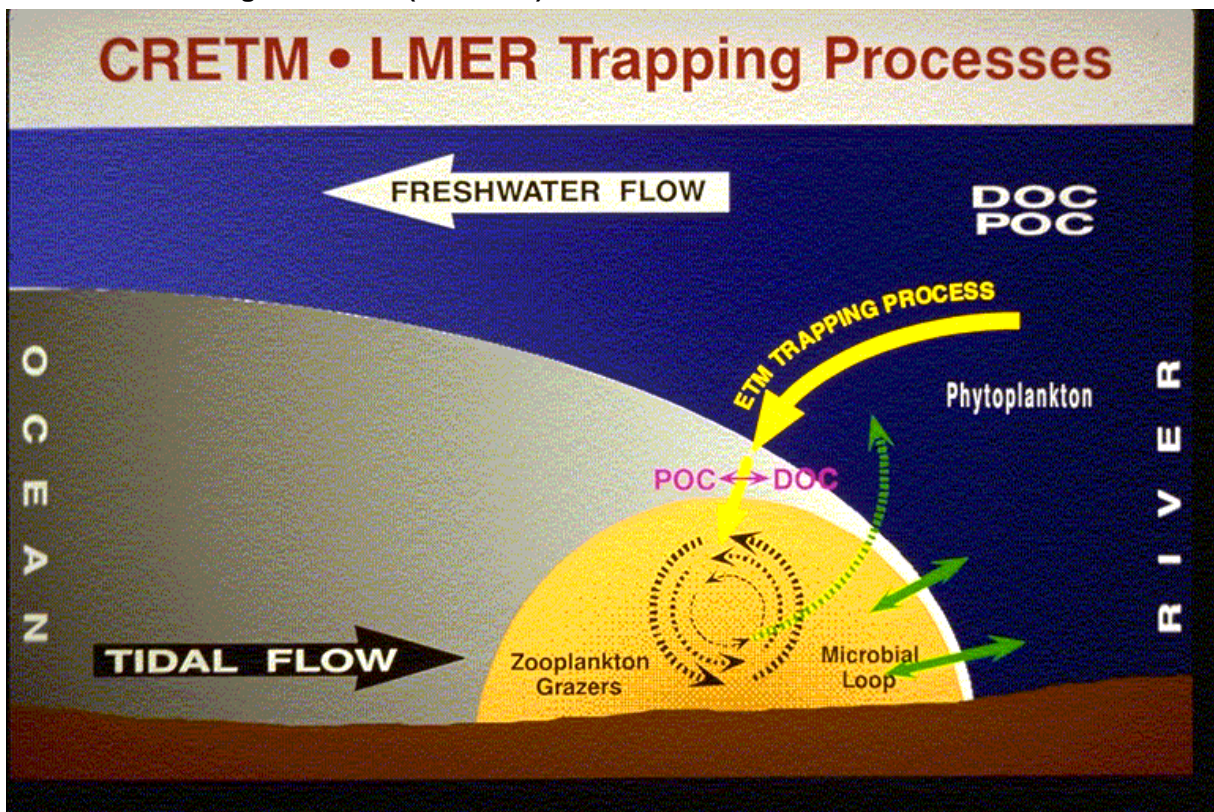 CRETM • LMER Trapping Processes
FRESHWATER FLOW
DOC
POC
ETM TRAPPING PROCESS
Phytoplankton
POC DOC
OCEAN
RIVER
TIDAL FLOW
Zooplankton
Grazers
Microbial
Loop